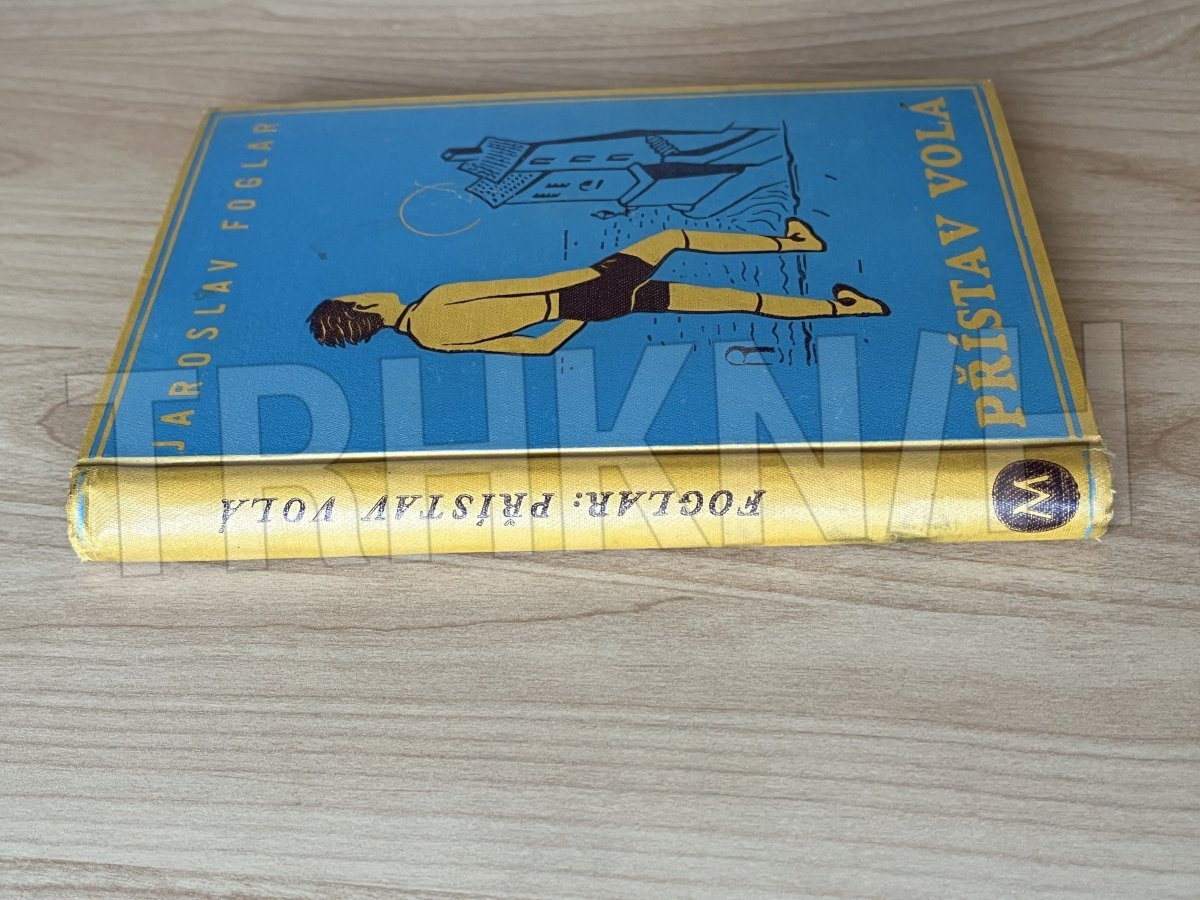 JAROSLAV FOGLAR
PŘÍSTAV VOLÁ
FOGLAR: PŘÍSTAV VOLÁ
M
TRHKNIH